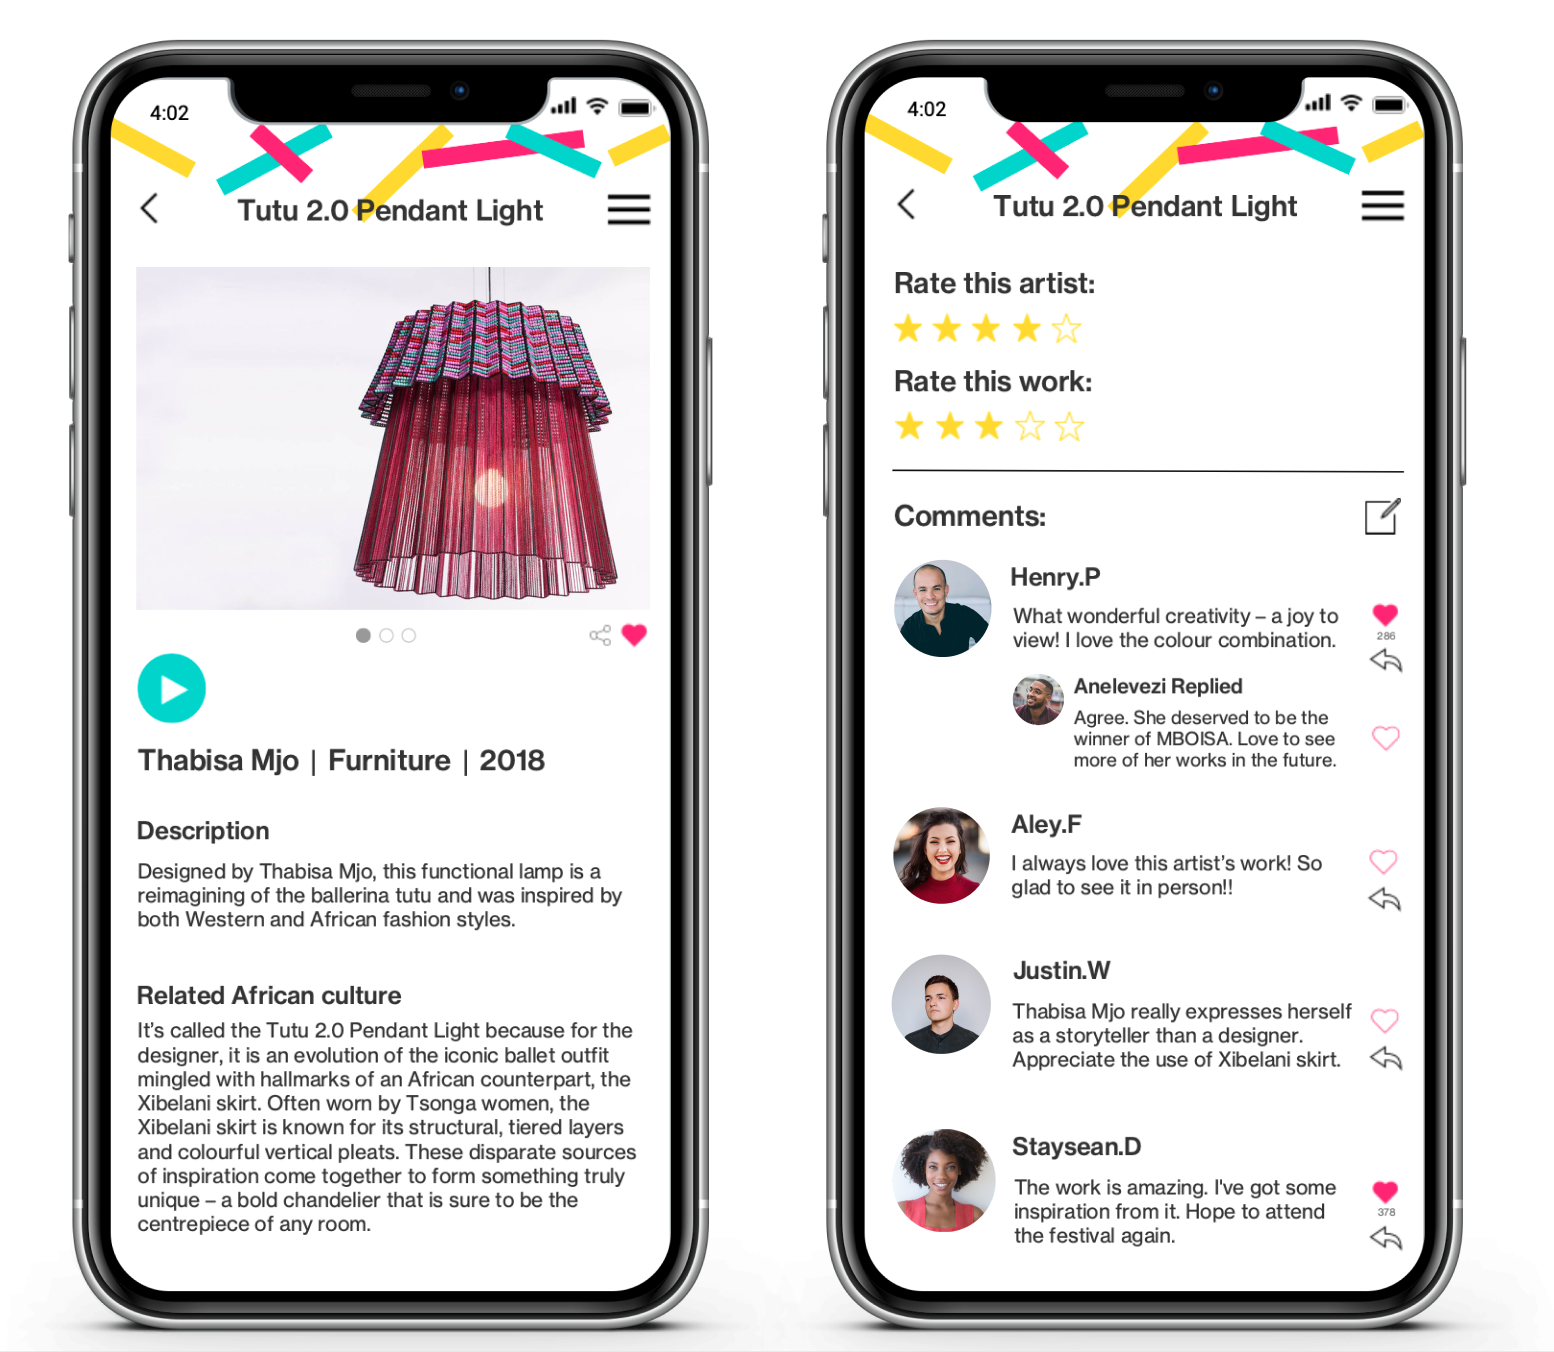 4:02
Tutu 2.0 Pendant Light
Thabisa Mjo | Furniture | 2018
Description
Designed by Thabisa Mjo, this functional lamp is a
reimagining of the ballerina tutu and was inspired by
both Western and African fashion styles.
Related African culture
It's called the Tutu 2.0 Pendant Light because for the
designer, it is an evolution of the iconic ballet outfit
mingled with hallmarks of an African counterpart, the
Xibelani skirt. Often worn by Tsonga women, the
Xibelani skirt is known for its structural, tiered layers
and colourful vertical pleats. These disparate sources
of inspiration come together to form something truly
unique – a bold chandelier that is sure to be the
centrepiece of any room.
4:02
Tutu 2.0 Pendant Light
Rate this artist:
Rate this work:
Comments:
Henry.P
What wonderful creativity – a joy to
view! I love the colour combination.
286
Anelevezi Replied
Agree. She deserved to be the
winner of MBOISA. Love to see
more of her works in the future.
Aley.F
I always love this artist's work! So
glad to see it in person!!
Justin.W
Thabisa Mjo really expresses herself
as a storyteller than a designer.
Appreciate the use of Xibelani skirt.
Staysean.D
The work is amazing. I've got some
inspiration from it. Hope to attend
the festival again.
378